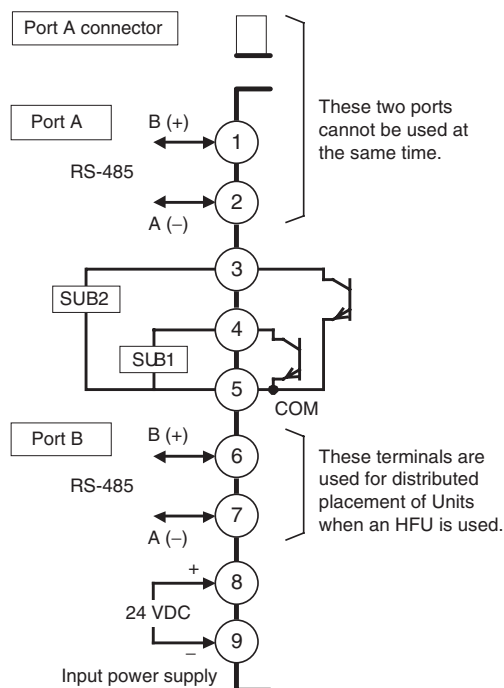 Port A connector
These two ports
cannot be used at
the same time.
Port A
B (+)
1
RS-485
2
A (−)
3
SUB2
4
SUB1
5
COM
Port B
B (+)
6
RS-485
These terminals are
used for distributed
placement of Units
when an HFU is used.
7
A (−)
+
8
24 VDC
−
9
Input power supply